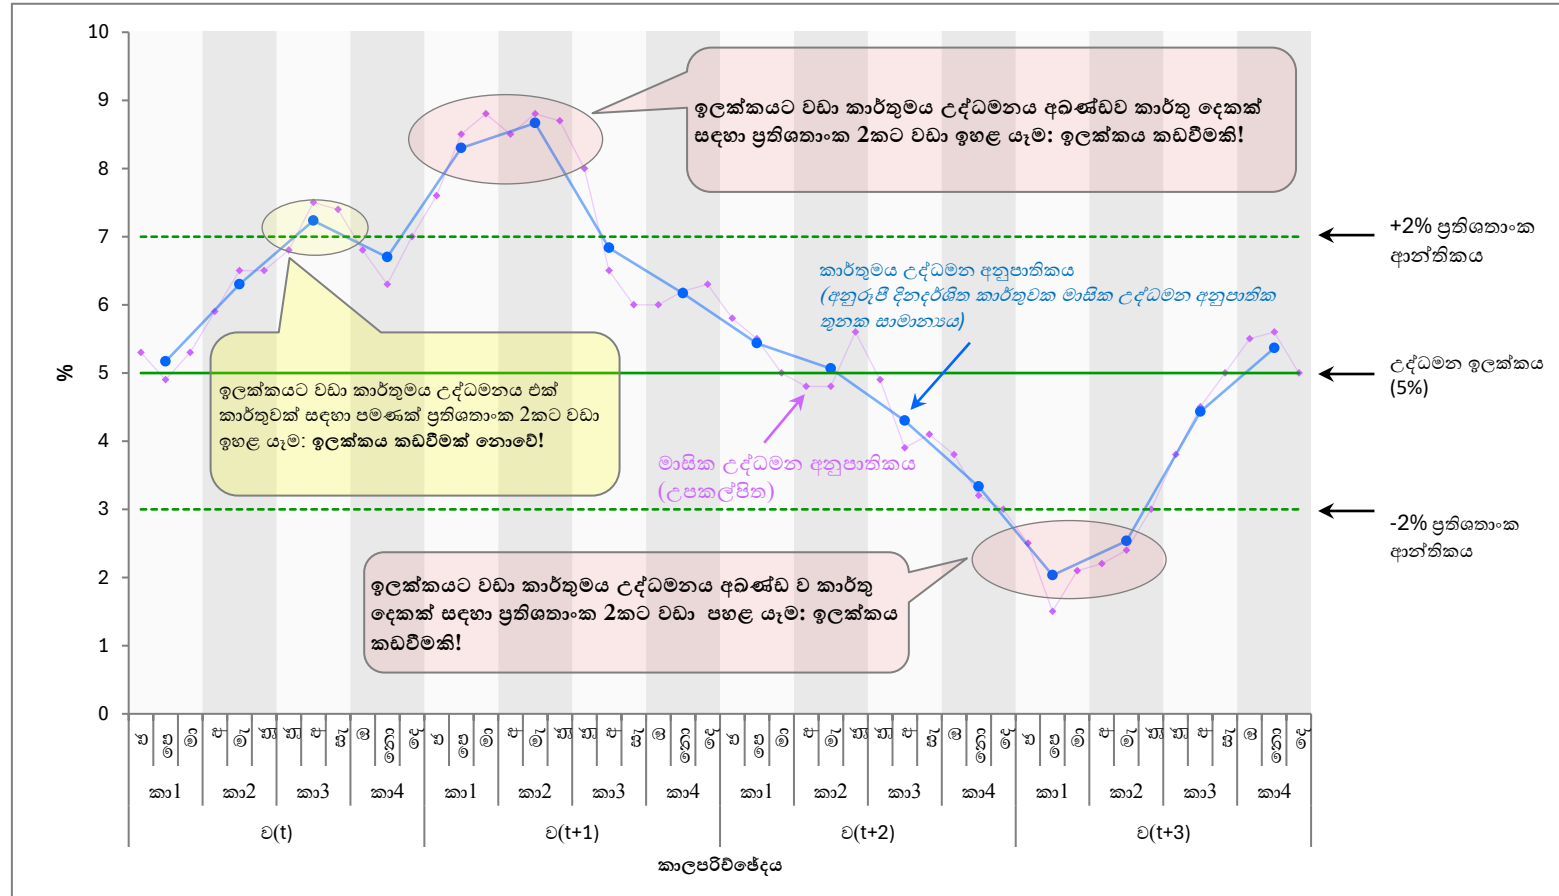 10
ඉලක්කයට වඩා කාර්තුමය උද්ධමනය අඛණ්ඩව කාර්තු දෙකක්
සඳහා ප්‍රතිශතාංක 2කට වඩා ඉහළ යෑම: ඉලක්කය කඩවීමකි!
9
8
7
+2% ප්‍රතිශතාංක
ආන්තිකය
කාර්තුමය උද්ධමන අනුපාතිකය
(අනුරූපී දිනදර්ශිත කාර්තුවක මාසික උද්ධමන අනුපාතික
තුනක සාමාන්‍යය)
6
%
5
උද්ධමන ඉලක්කය
(5%)
ඉලක්කයට වඩා කාර්තුමය උද්ධමනය එක්
කාර්තුවක් සඳහා පමණක් ප්‍රතිශතාංක 2කට වඩා
ඉහළ යෑම: ඉලක්කය කඩවීමක් නොවේ!
4
මාසික උද්ධමන අනුපාතිකය
(උපකල්පිත)
3
-2% ප්‍රතිශතාංක
ආන්තිකය
ඉලක්කයට වඩා කාර්තුමය උද්ධමනය අඛණ්ඩ ව කාර්තු
දෙකක් සඳහා ප්‍රතිශතාංක 2කට වඩා පහළ යෑම: ඉලක්කය
කඩවීමකි!
2
1
0
ජ පෙ මා අ මැ ජූ ජූ අ සැ ඔ නො දෙ ජ පෙ මා අ මැ ජූ ජූ අ සැ ඔ නො දෙ ජ පෙ මා අ මැ ජූ ජූ අ සැ ඔ නො දෙ ජ පෙ මා අ මැ ජූ ජූ අ සැ ඔ නො දෙ
කා1 කා2 කා3 කා4 කා1 කා2 කා3 කා4 කා1 කා2 කා3 කා4 කා1 කා2 කා3 කා4
ව(t) ව(t+1) ව(t+2) ව(t+3)
කාලපරිච්ඡේදය